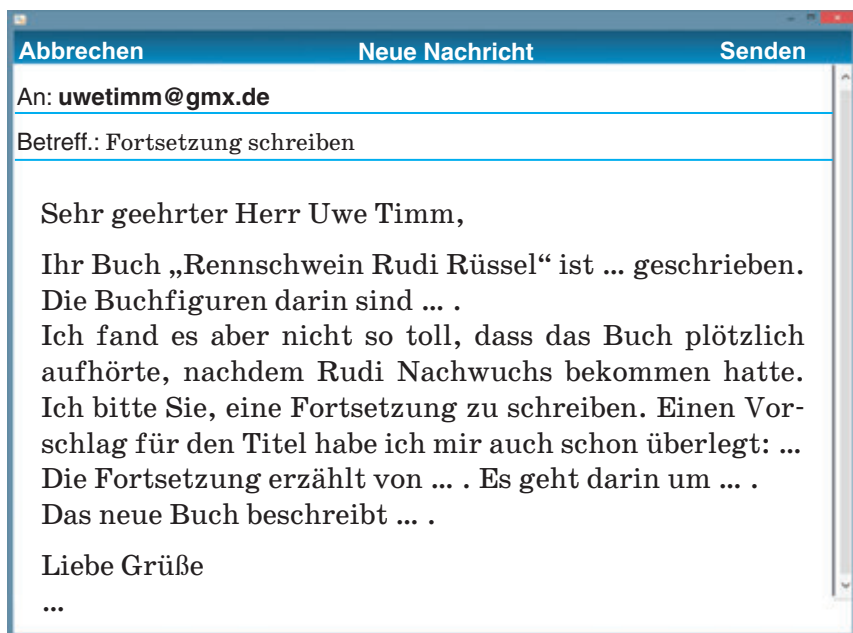 Abbrechen Neue Nachricht Senden
An: uwetimm@gmx.de
Betreff.: Fortsetzung schreiben
Sehr geehrter Herr Uwe Timm,
Ihr Buch „Rennschwein Rudi Rüssel“ ist ... geschrieben.
Die Buchfiguren darin sind ... .
Ich fand es aber nicht so toll, dass das Buch plötzlich
aufhörte, nachdem Rudi Nachwuchs bekommen hatte.
Ich bitte Sie, eine Fortsetzung zu schreiben. Einen Vor-
schlag für den Titel habe ich mir auch schon überlegt: ...
Die Fortsetzung erzählt von ... . Es geht darin um ... .
Das neue Buch beschreibt ... .
Liebe Grüße
...